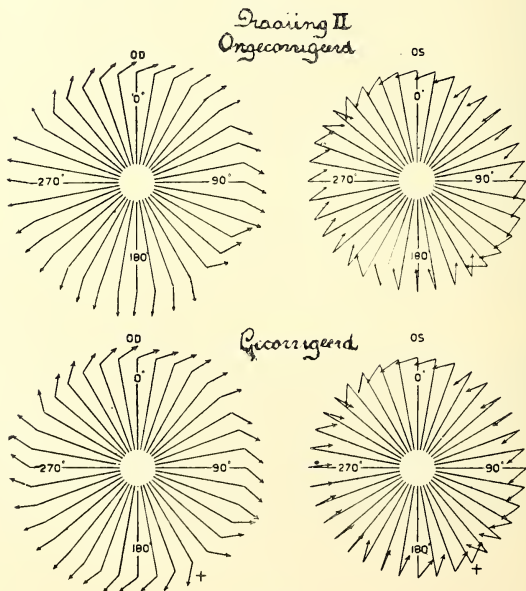 Draaiing II
Ongecorrigeerd
OD OS
0° 0°
270° 90° 270° 90°
180° 180°
Gecorrigeerd
OD OS
0° 0°
270° 90° 270° 90°
180° 180°
+ +